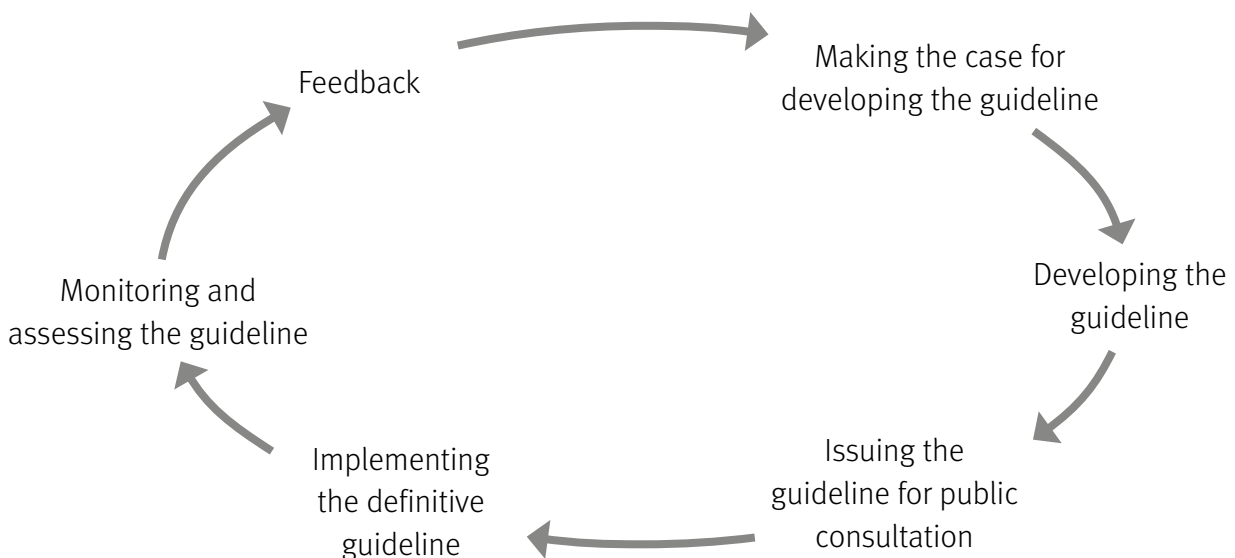 Feedback
Making the case for
developing the guideline
Developing the
guideline
Issuing the
guideline for public
consultation
Implementing
the definitive
guideline
Monitoring and
assessing the guideline